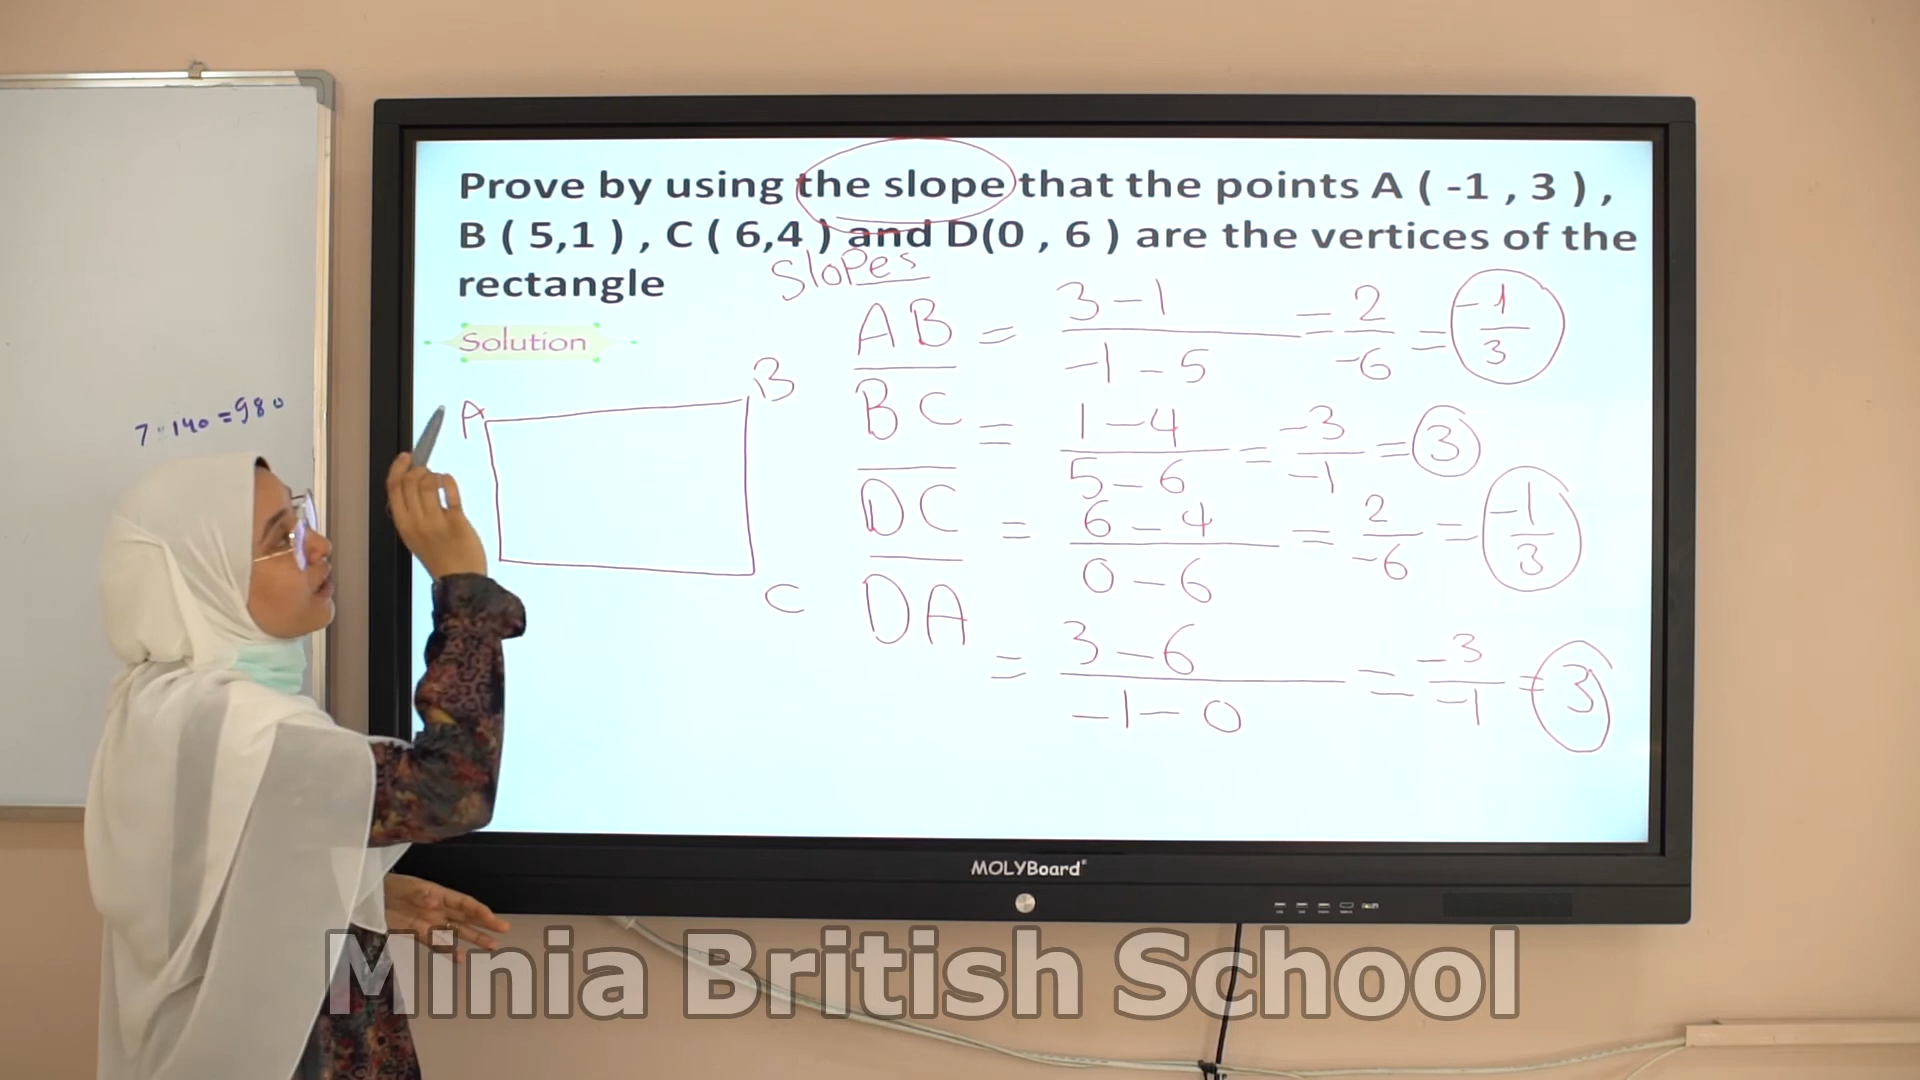 Prove by using the slope that the points A ( -1 , 3 ) ,
B ( 5,1 ) , C ( 6,4 ) and D(0 , 6 ) are the vertices of the
rectangle
Slopes
Solution
A B
C
AB = 3 - 1 / -1 - 5 = 2 / -6 = -1 / 3
BC = 1 - 4 / 5 - 6 = -3 / -1 = 3
DC = 6 - 4 / 0 - 6 = 2 / -6 = -1 / 3
DA = 3 - 6 / -1 - 0 = -3 / -1 = 3
7 · 140 = 980
MOLYBoard
Minia British School